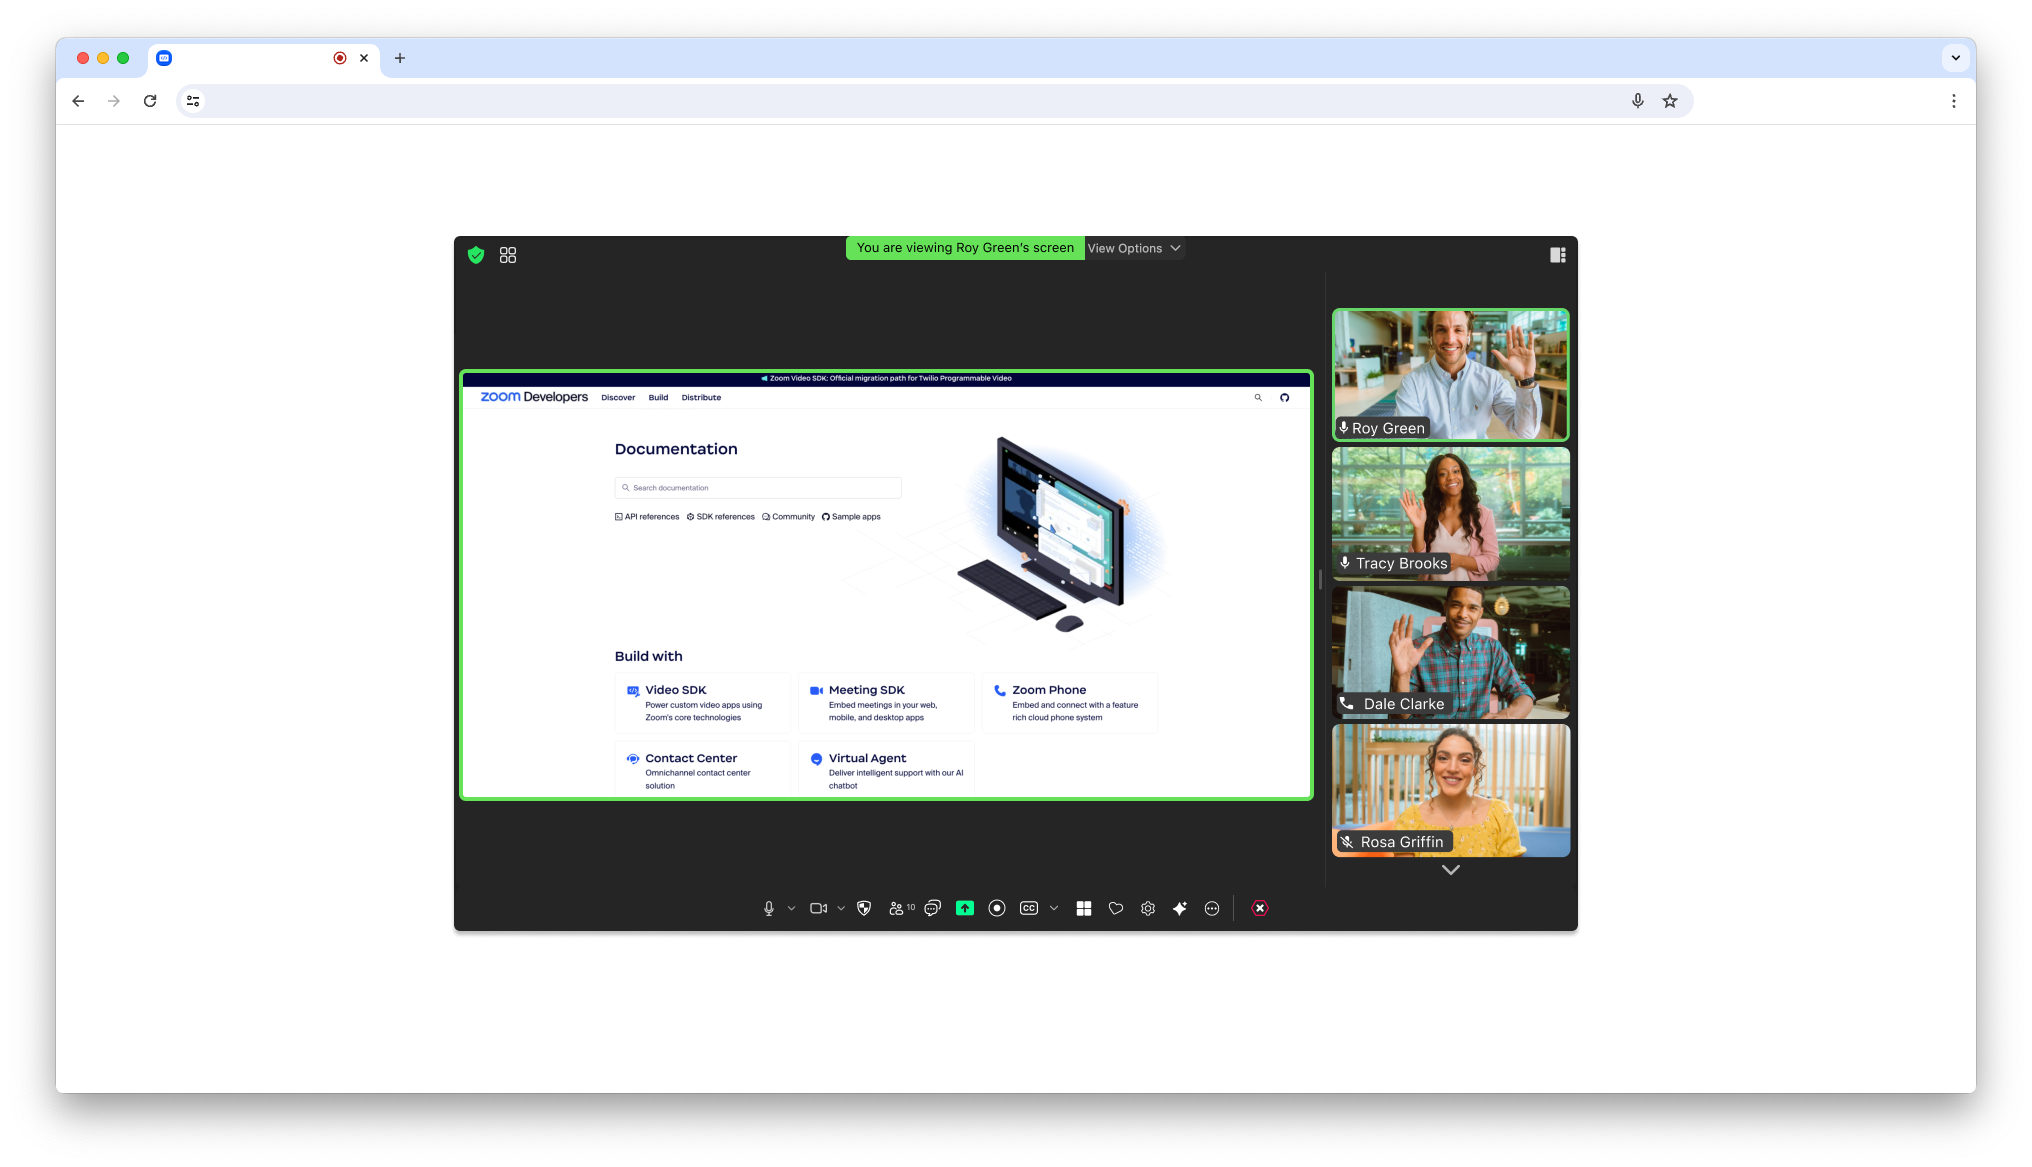 You are viewing Roy Green's screen View Options
Zoom Video SDK: Official migration path for Twilio Programmable Video
zoom Developers Discover Build Distribute
Documentation
Search documentation
API references SDK references Community Sample apps
Build with
Video SDK
Power custom video apps using
Zoom's core technologies
Meeting SDK
Embed meetings in your web,
mobile, and desktop apps
Zoom Phone
Embed and connect with a feature
rich cloud phone system
Contact Center
Omnichannel contact center
solution
Virtual Agent
Deliver intelligent support with our AI
chatbot
Roy Green
Tracy Brooks
Dale Clarke
Rosa Griffin
10
CC